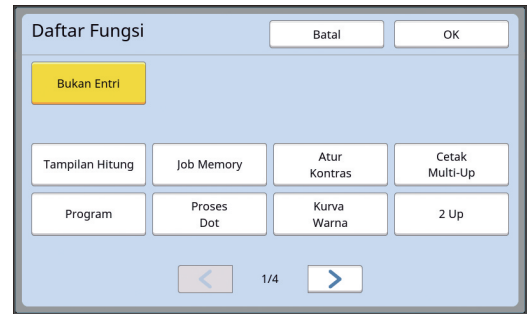 Daftar Fungsi
Batal
OK
Bukan Entri
Tampilan Hitung
Job Memory
Atur
Kontras
Cetak
Multi-Up
Program
Proses
Dot
Kurva
Warna
2 Up
1/4